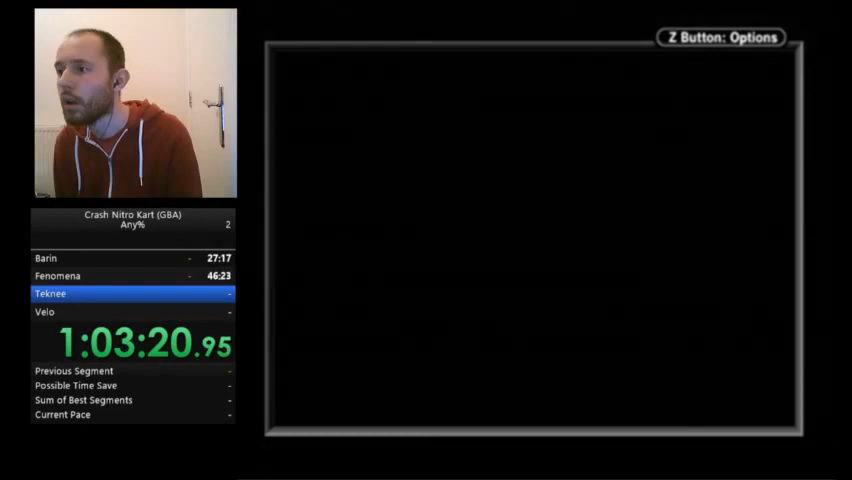 Z Button: Options
Crash Nitro Kart (GBA)
Any% 2
Barin - 27:17
Fenomena - 46:23
Teknee -
Velo -
1:03:20.95
Previous Segment -
Possible Time Save -
Sum of Best Segments -
Current Pace -